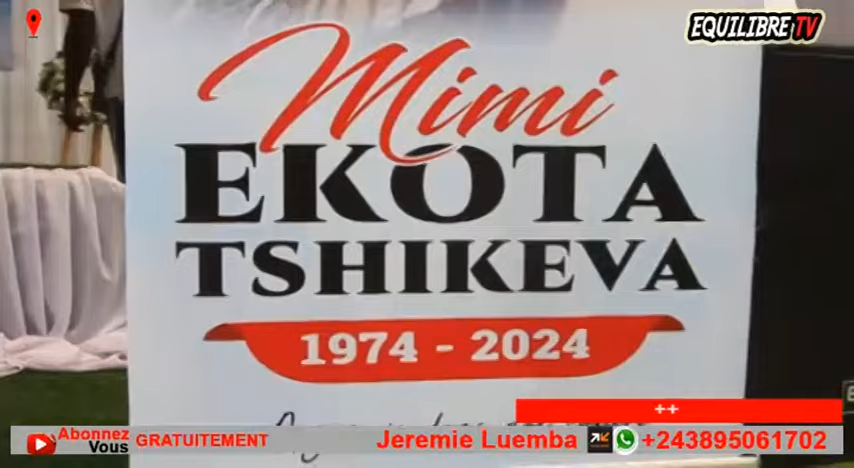 EQUILIBRE TV
Mimi
EKOTA
TSHIKEVA
1974 - 2024
++
Abonnez
Vous
GRATUITEMENT
Jeremie Luemba
+243895061702